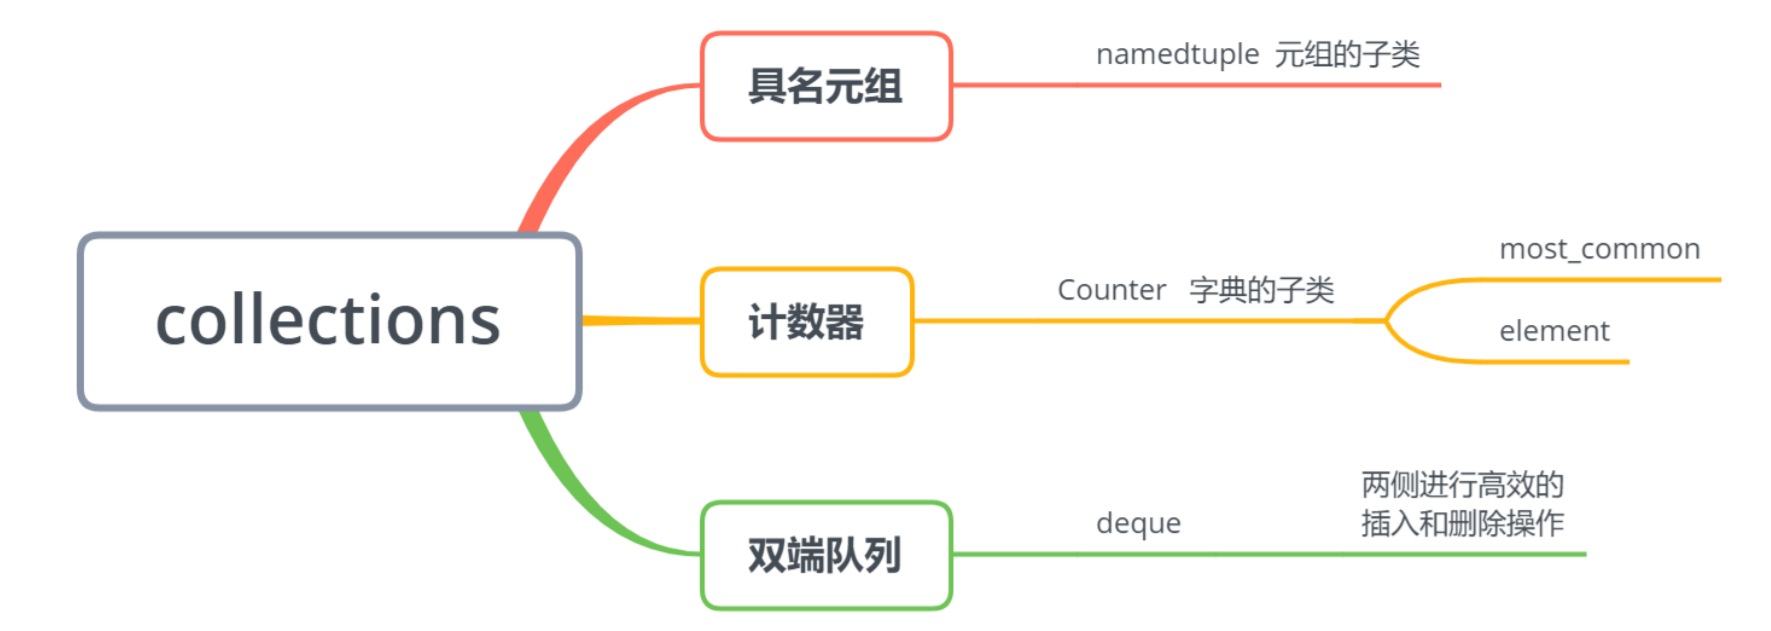 collections
具名元组
namedtuple 元组的子类
计数器
Counter 字典的子类
most_common
element
双端队列
deque
两侧进行高效的
插入和删除操作